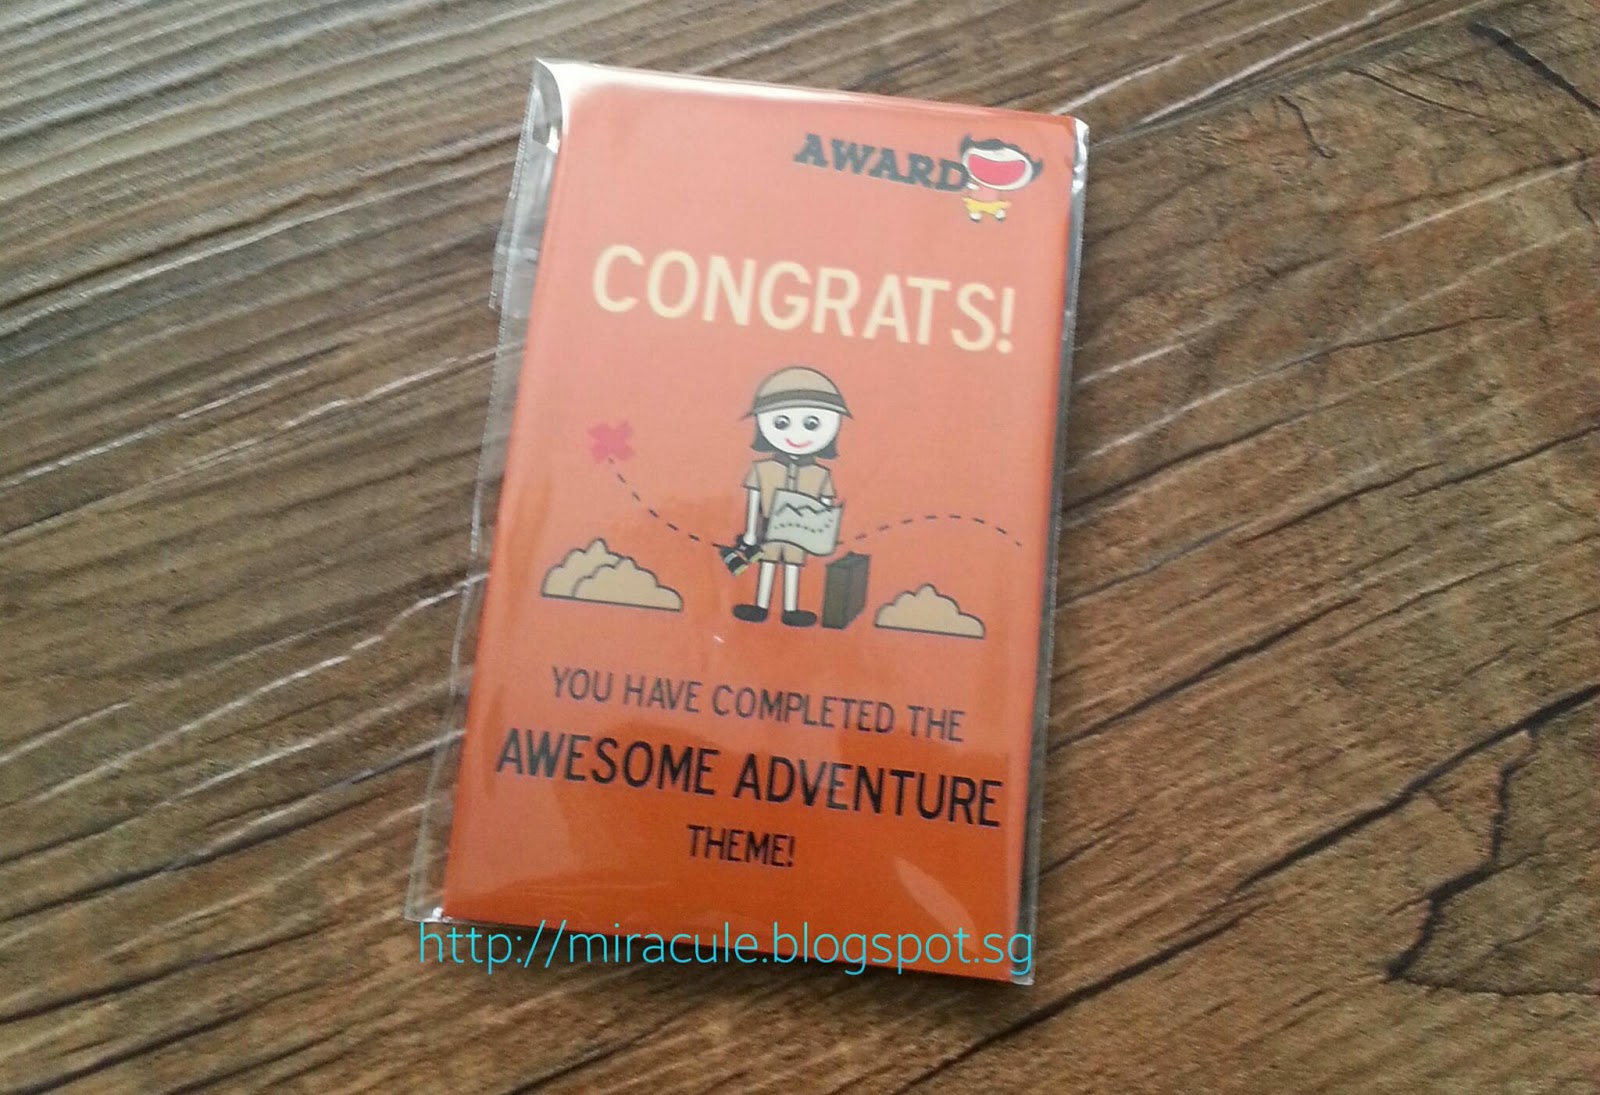 AWARD
CONGRATS!
YOU HAVE COMPLETED THE
AWESOME ADVENTURE
THEME!
http://miracule.blogspot.sg